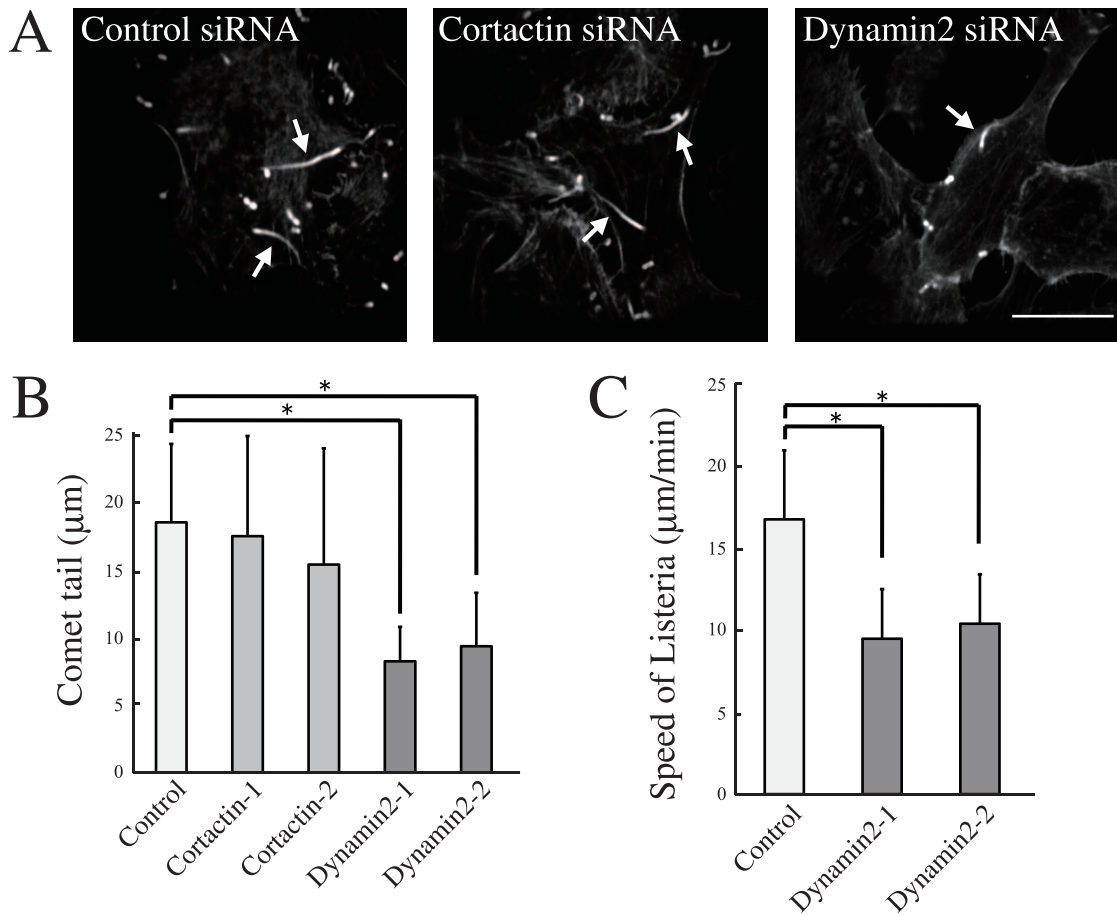 A
Control siRNA
Cortactin siRNA
Dynamin2 siRNA
B
Comet tail (μm)
25
20
15
10
5
0
*
*
Control
Cortactin-1
Cortactin-2
Dynamin2-1
Dynamin2-2
C
Speed of Listeria (μm/min)
25
20
15
10
5
0
*
*
Control
Dynamin2-1
Dynamin2-2